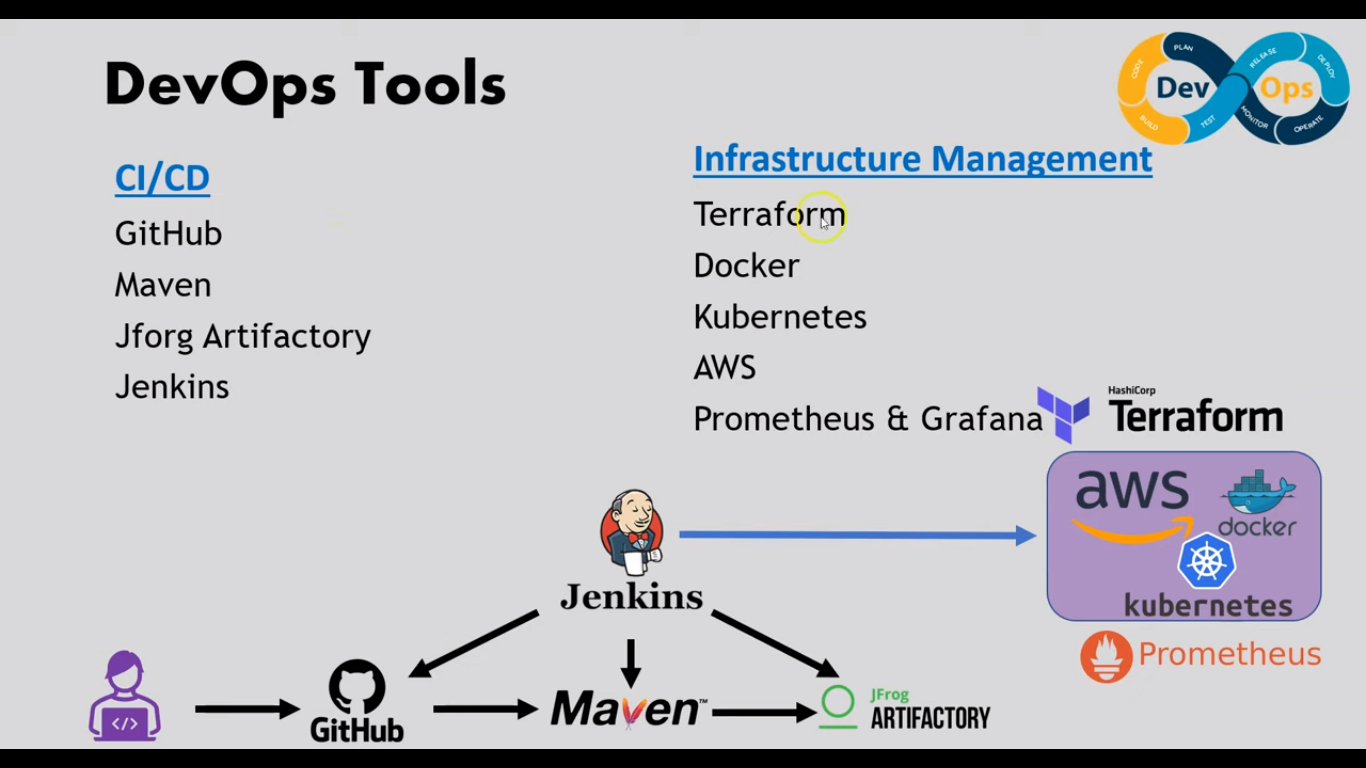 DevOps Tools
PLAN
CODE
BUILD
TEST
RELEASE
DEPLOY
OPERATE
MONITOR
Dev
Ops
CI/CD
GitHub
Maven
Jforg Artifactory
Jenkins
Infrastructure Management
Terraform
Docker
Kubernetes
AWS
Prometheus & Grafana
HashiCorp
Terraform
aws
docker
kubernetes
Prometheus
Jenkins
</>
GitHub
Maven™
JFrog
ARTIFACTORY